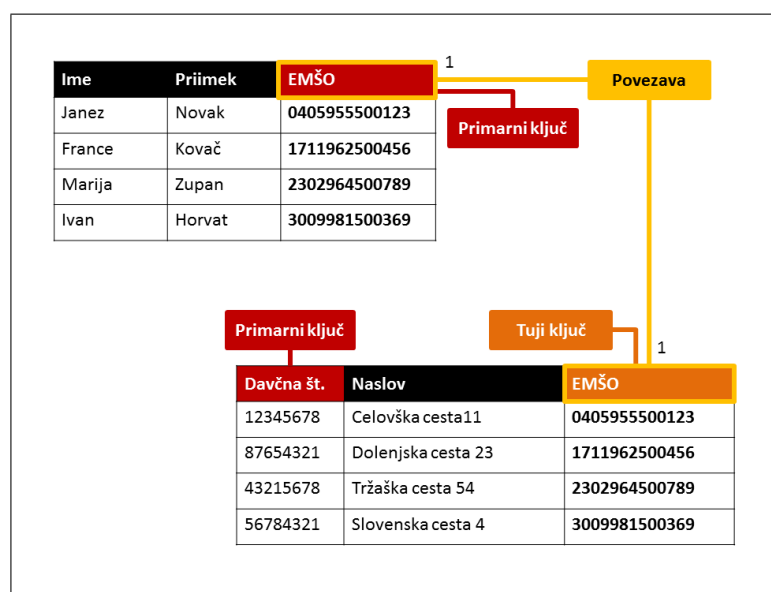 1
Ime Priimek EMŠO Povezava
Janez Novak 0405955500123
Primarni ključ
France Kovač 1711962500456
Marija Zupan 2302964500789
Ivan Horvat 3009981500369
Primarni ključ Tuji ključ
1
Davčna št. Naslov EMŠO
12345678 Celovška cesta11 0405955500123
87654321 Dolenjska cesta 23 1711962500456
43215678 Tržaška cesta 54 2302964500789
56784321 Slovenska cesta 4 3009981500369